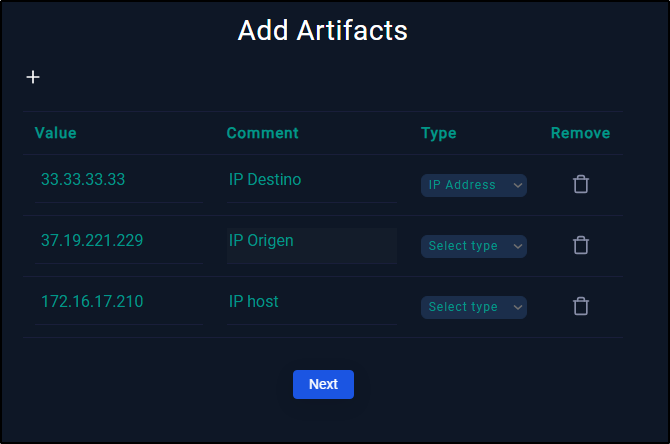 Add Artifacts
+
Value Comment Type Remove
33.33.33.33 IP Destino IP Address
37.19.221.229 IP Origen Select type
172.16.17.210 IP host Select type
Next